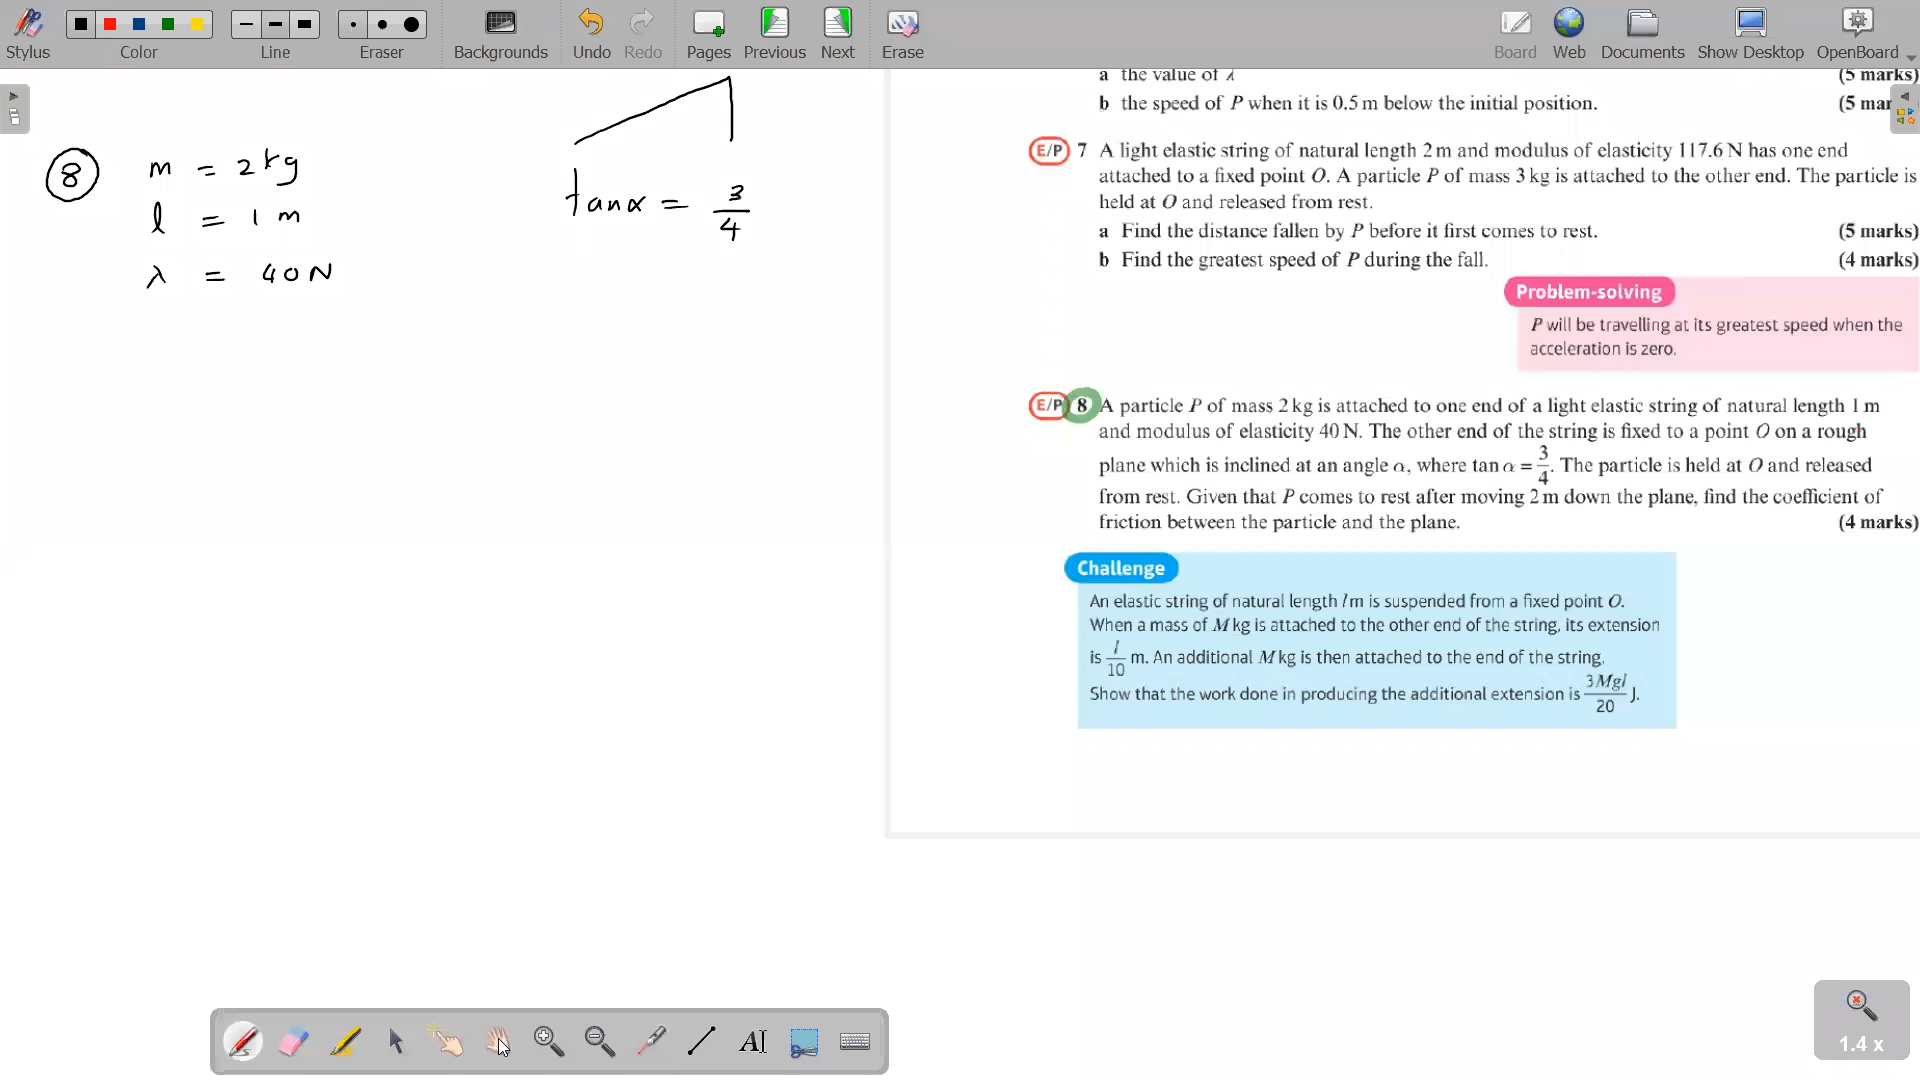 Stylus
Color
Line
Eraser
Backgrounds
Undo
Redo
Pages
Previous
Next
Erase
Board
Web
Documents
Show Desktop
OpenBoard
8 m = 2 kg
l = 1 m
λ = 40 N
tanα = 3/4
a the value of λ (5 marks)
b the speed of P when it is 0.5 m below the initial position. (5 mar
E/P 7 A light elastic string of natural length 2 m and modulus of elasticity 117.6 N has one end
attached to a fixed point O. A particle P of mass 3 kg is attached to the other end. The particle is
held at O and released from rest.
a Find the distance fallen by P before it first comes to rest. (5 marks)
b Find the greatest speed of P during the fall. (4 marks)
Problem-solving
P will be travelling at its greatest speed when the
acceleration is zero.
E/P 8 A particle P of mass 2 kg is attached to one end of a light elastic string of natural length 1 m
and modulus of elasticity 40 N. The other end of the string is fixed to a point O on a rough
plane which is inclined at an angle α, where tan α = 3/4. The particle is held at O and released
from rest. Given that P comes to rest after moving 2 m down the plane, find the coefficient of
friction between the particle and the plane. (4 marks)
Challenge
An elastic string of natural length l m is suspended from a fixed point O.
When a mass of M kg is attached to the other end of the string, its extension
is l/10 m. An additional M kg is then attached to the end of the string.
Show that the work done in producing the additional extension is 3Mgl/20 J.
1.4 x